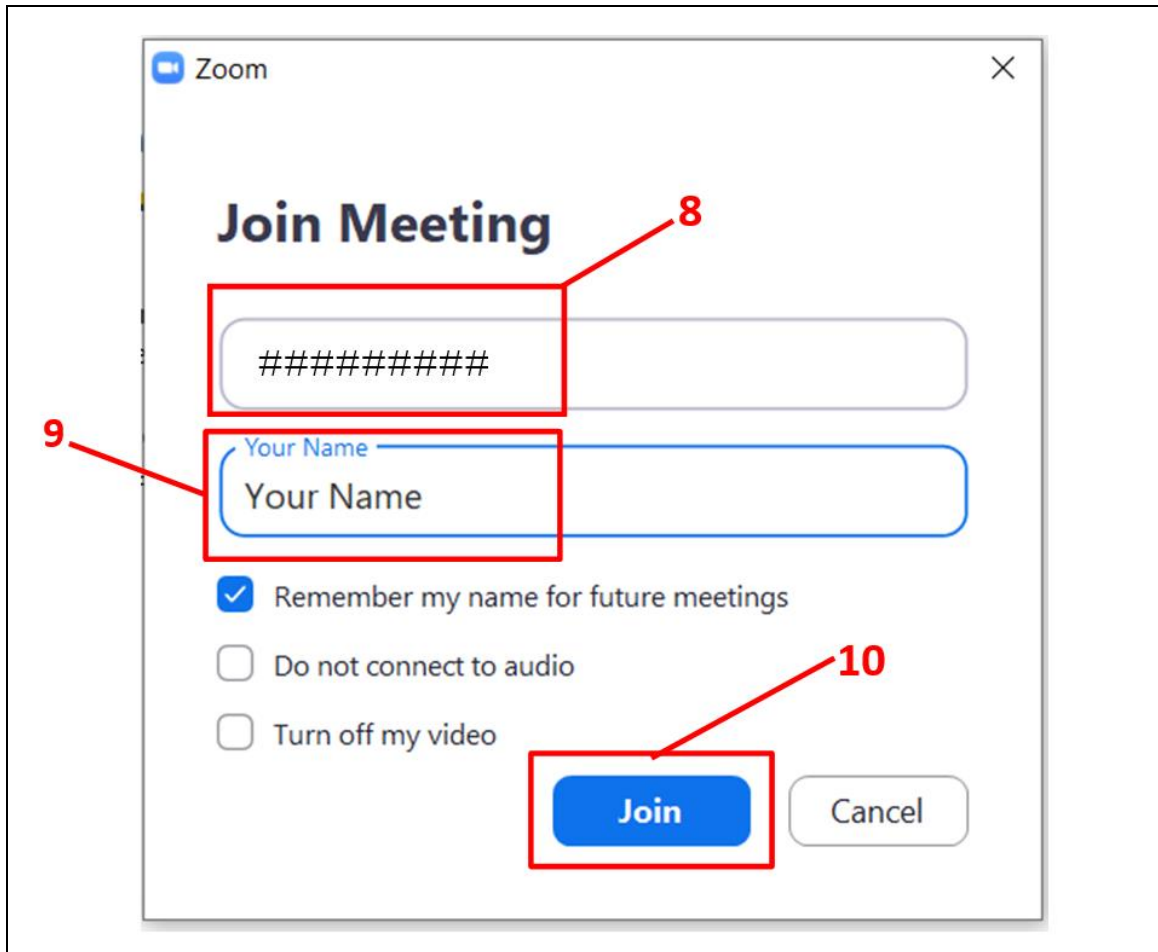 Zoom
Join Meeting
8
#########
9
Your Name
Your Name
Remember my name for future meetings
Do not connect to audio
10
Turn off my video
Join
Cancel